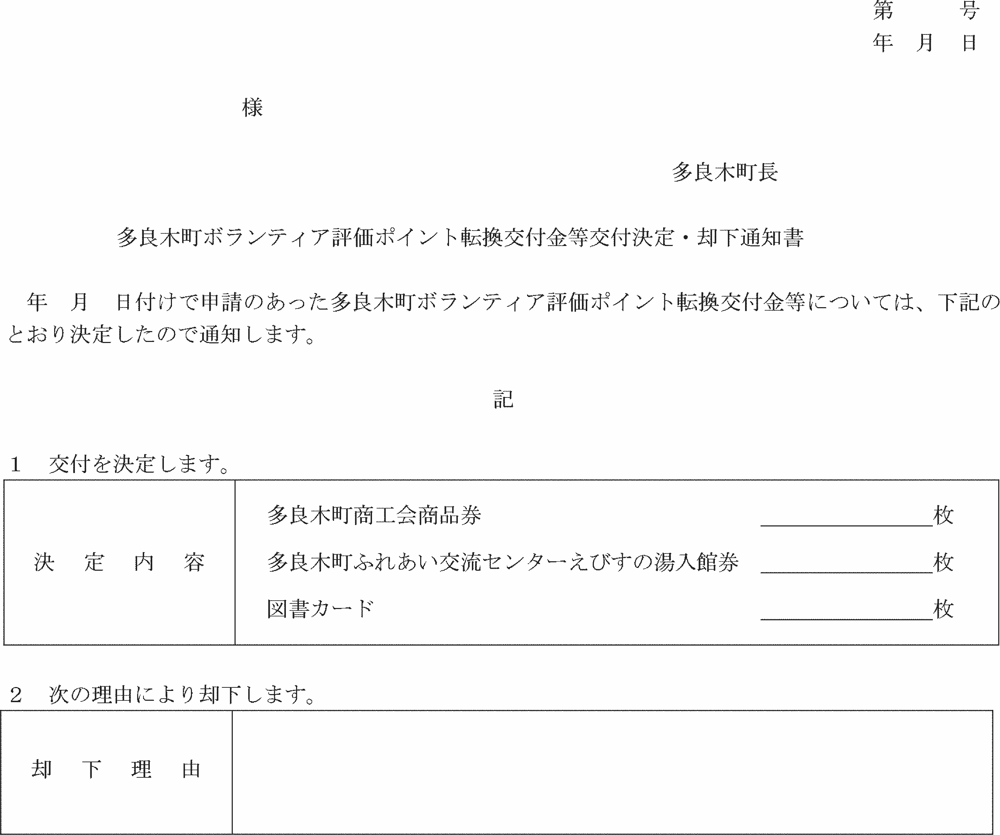 第　　　号
年　月　日
様
多良木町長
多良木町ボランティア評価ポイント転換交付金等交付決定・却下通知書
年　月　日付けで申請のあった多良木町ボランティア評価ポイント転換交付金等については、下記の
とおり決定したので通知します。
記
１　交付を決定します。
決　定　内　容
多良木町商工会商品券　枚
多良木町ふれあい交流センターえびすの湯入館券　枚
図書カード　枚
２　次の理由により却下します。
却　下　理　由